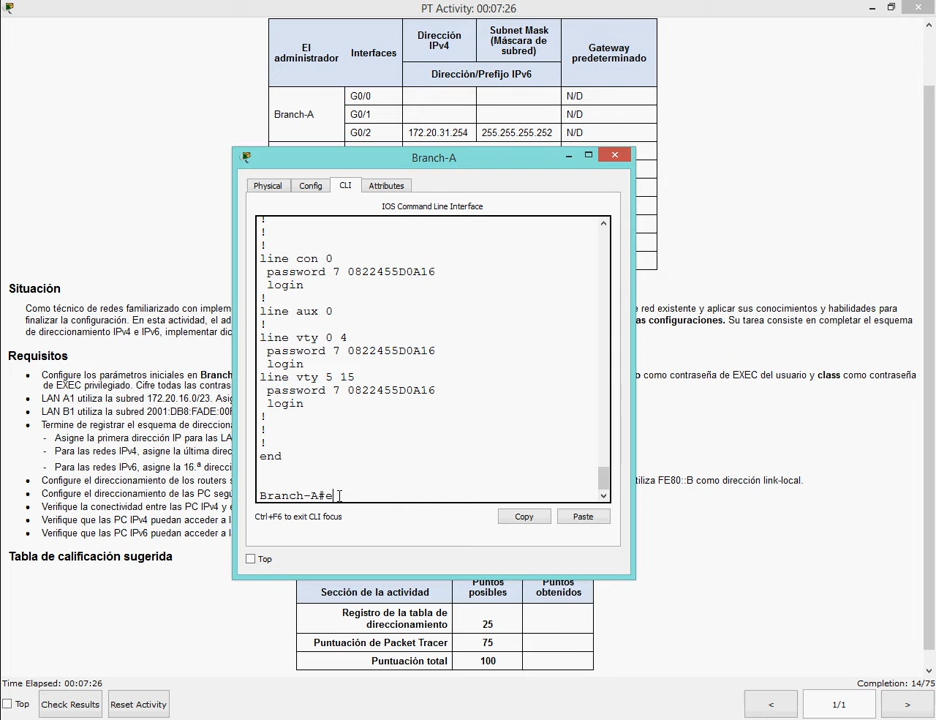 PT Activity: 00:07:26
El administrador
Interfaces
Dirección IPv4
Subnet Mask (Máscara de subred)
Gateway predeterminado
Dirección/Prefijo IPv6
Branch-A
G0/0
N/D
G0/1
N/D
G0/2
172.20.31.254
255.255.255.252
N/D
Situación
Como técnico de redes familiarizado con implem
e red existente y aplicar sus conocimientos y habilidades para
finalizar la configuración. En esta actividad, el ad
as configuraciones. Su tarea consiste en completar el esquema
de direccionamiento IPv4 e IPv6, implementar dic
Requisitos
Configure los parámetros iniciales en Branch
o como contraseña de EXEC del usuario y class como contraseña
de EXEC privilegiado. Cifre todas las contras
LAN A1 utiliza la subred 172.20.16.0/23. Asig
LAN B1 utiliza la subred 2001:DB8:FADE:00F
Termine de registrar el esquema de direccion
- Asigne la primera dirección IP para las LA
- Para las redes IPv4, asigne la última direc
- Para las redes IPv6, asigne la 16.ª direcci
Configure el direccionamiento de los routers s
utiliza FE80::B como dirección link-local.
Configure el direccionamiento de las PC segú
Verifique la conectividad entre las PC IPv4 y e
Verifique que las PC IPv4 puedan acceder a l
Verifique que las PC IPv6 puedan acceder a l
Tabla de calificación sugerida
Branch-A
Physical
Config
CLI
Attributes
IOS Command Line Interface
!
!
!
line con 0
password 7 0822455D0A16
login
!
line aux 0
!
line vty 0 4
password 7 0822455D0A16
login
line vty 5 15
password 7 0822455D0A16
login
!
!
!
end
Branch-A#e
Ctrl+F6 to exit CLI focus
Copy
Paste
Top
Sección de la actividad
Puntos posibles
Puntos obtenidos
Registro de la tabla de direccionamiento
25
Puntuación de Packet Tracer
75
Puntuación total
100
Time Elapsed: 00:07:26
Completion: 14/75
Top
Check Results
Reset Activity
<
1/1
>